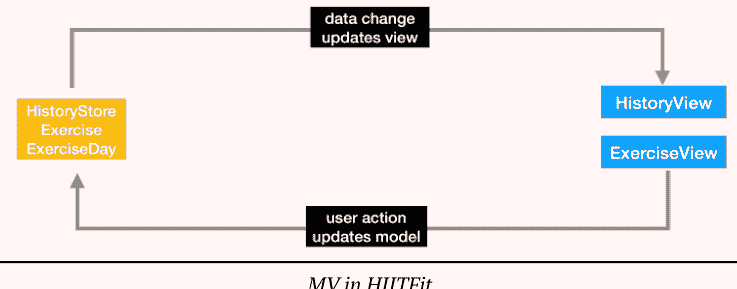 data change
updates view
HistoryStore
Exercise
ExerciseDay
HistoryView
ExerciseView
user action
updates model
MV in HIITFit